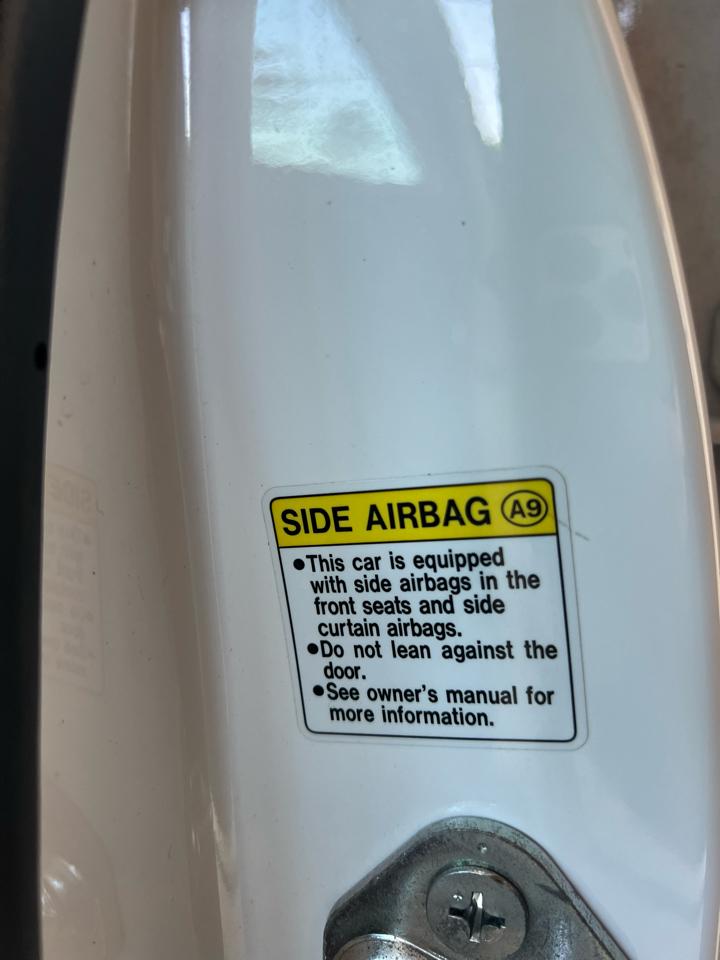 SIDE AIRBAG A9
•This car is equipped
with side airbags in the
front seats and side
curtain airbags.
•Do not lean against the
door.
•See owner's manual for
more information.